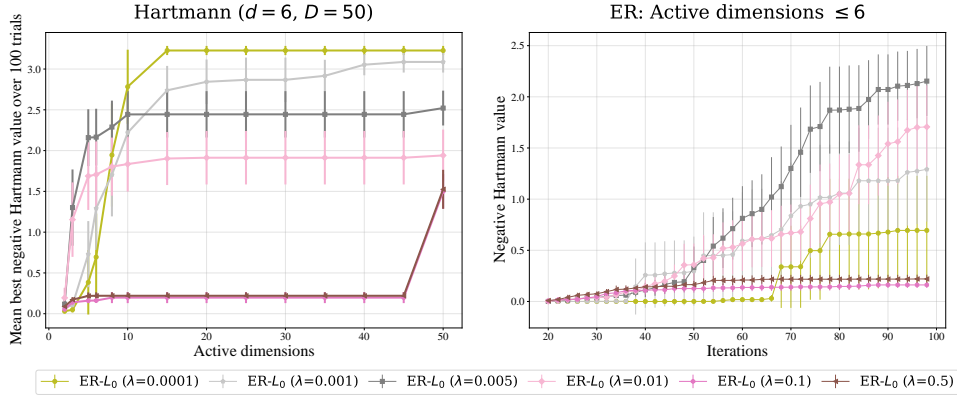 Hartmann (d = 6, D = 50)
Mean best negative Hartmann value over 100 trials
3.0
2.5
2.0
1.5
1.0
0.5
0.0
0 10 20 30 40 50
Active dimensions
ER: Active dimensions ≤ 6
Negative Hartmann value
2.5
2.0
1.5
1.0
0.5
0.0
20 30 40 50 60 70 80 90 100
Iterations
ER-L₀ (λ=0.0001) ER-L₀ (λ=0.001) ER-L₀ (λ=0.005) ER-L₀ (λ=0.01) ER-L₀ (λ=0.1) ER-L₀ (λ=0.5)